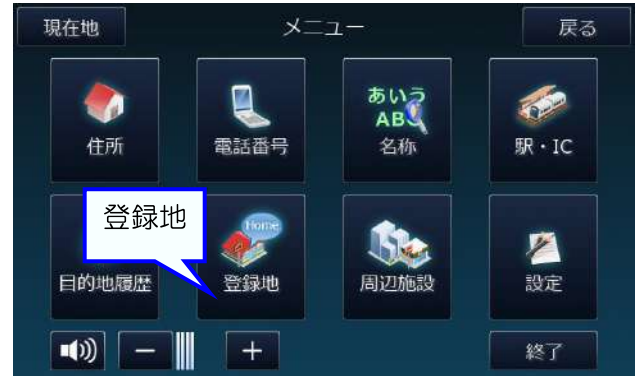 現在地
メニュー
戻る
住所
電話番号
あいう
ABC
名称
駅・IC
登録地
目的地履歴
Home
登録地
周辺施設
設定
－
＋
終了